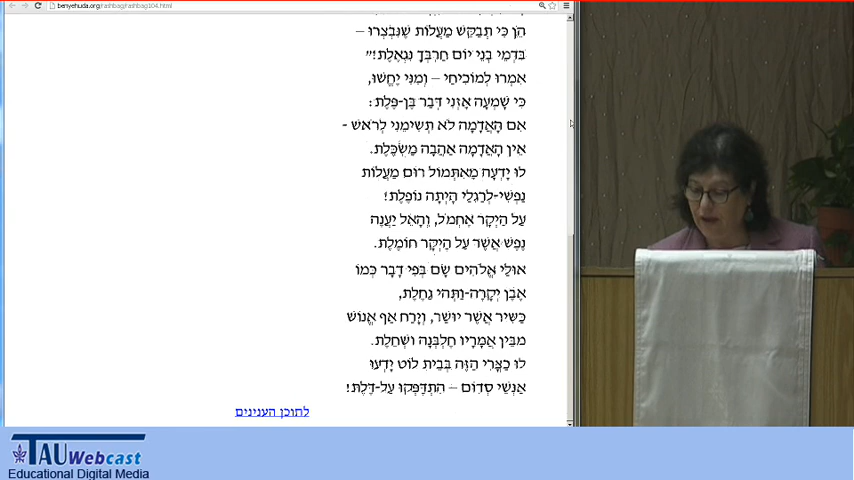 benyehuda.org/rashbag/rashbag104.html
הֲן כִּי תְבַקֵּשׁ מַעֲלוֹת שֶׁנִּבְצְרוּ –
בִּדְמֵי בְנֵי יוֹם חַרְבְּךָ נִגְאֶלֶת!"
אִמְרוּ לְמוֹכִיחַי – וּמִנִּי יֶחֱשׁוּ,
כִּי שָׁמְעָה אָזְנִי דְּבַר בֶּן-פֶּלֶת:
אִם הָאֲדָמָה לֹא תְשִׂימֵנִי לְרֹאשׁ -
אֵין הָאֲדָמָה אַהֲבָה מַשְׂכֶּלֶת.
לוּ יָדְעָה מֵאִתְּמוֹל רוּם מַעֲלוֹת
נַפְשִׁי-לְרַגְלַי הָיְתָה נוֹפֶלֶת!
עַל הַיְקָר אֶחְמֹל, וְהָאֵל יַעֲנֶה
נֶפֶשׁ אֲשֶׁר עַל הַיְקָר חוֹמֶלֶת.
אוּלַי אֱלֹהִים שָׂם בְּפִי דָבָר כְּמוֹ
אֶבֶן יְקָרָה-וַתְּהִי נַחֶלֶת,
כַּשִּׁיר אֲשֶׁר יוּשַׁר, וְיָרַח אַף אֱנוֹשׁ
מִבֵּין אֲמָרָיו חֶלְבְּנָה וּשְׁחֵלֶת.
לוּ כַצֳּרִי הַזֶּה בְּבֵית לוֹט יָדְעוּ
אַנְשֵׁי סְדוֹם – הִתְדַּפְּקוּ עַל-דֶּלֶת!
לתוכן הענינים
TAU Webcast
Educational Digital Media